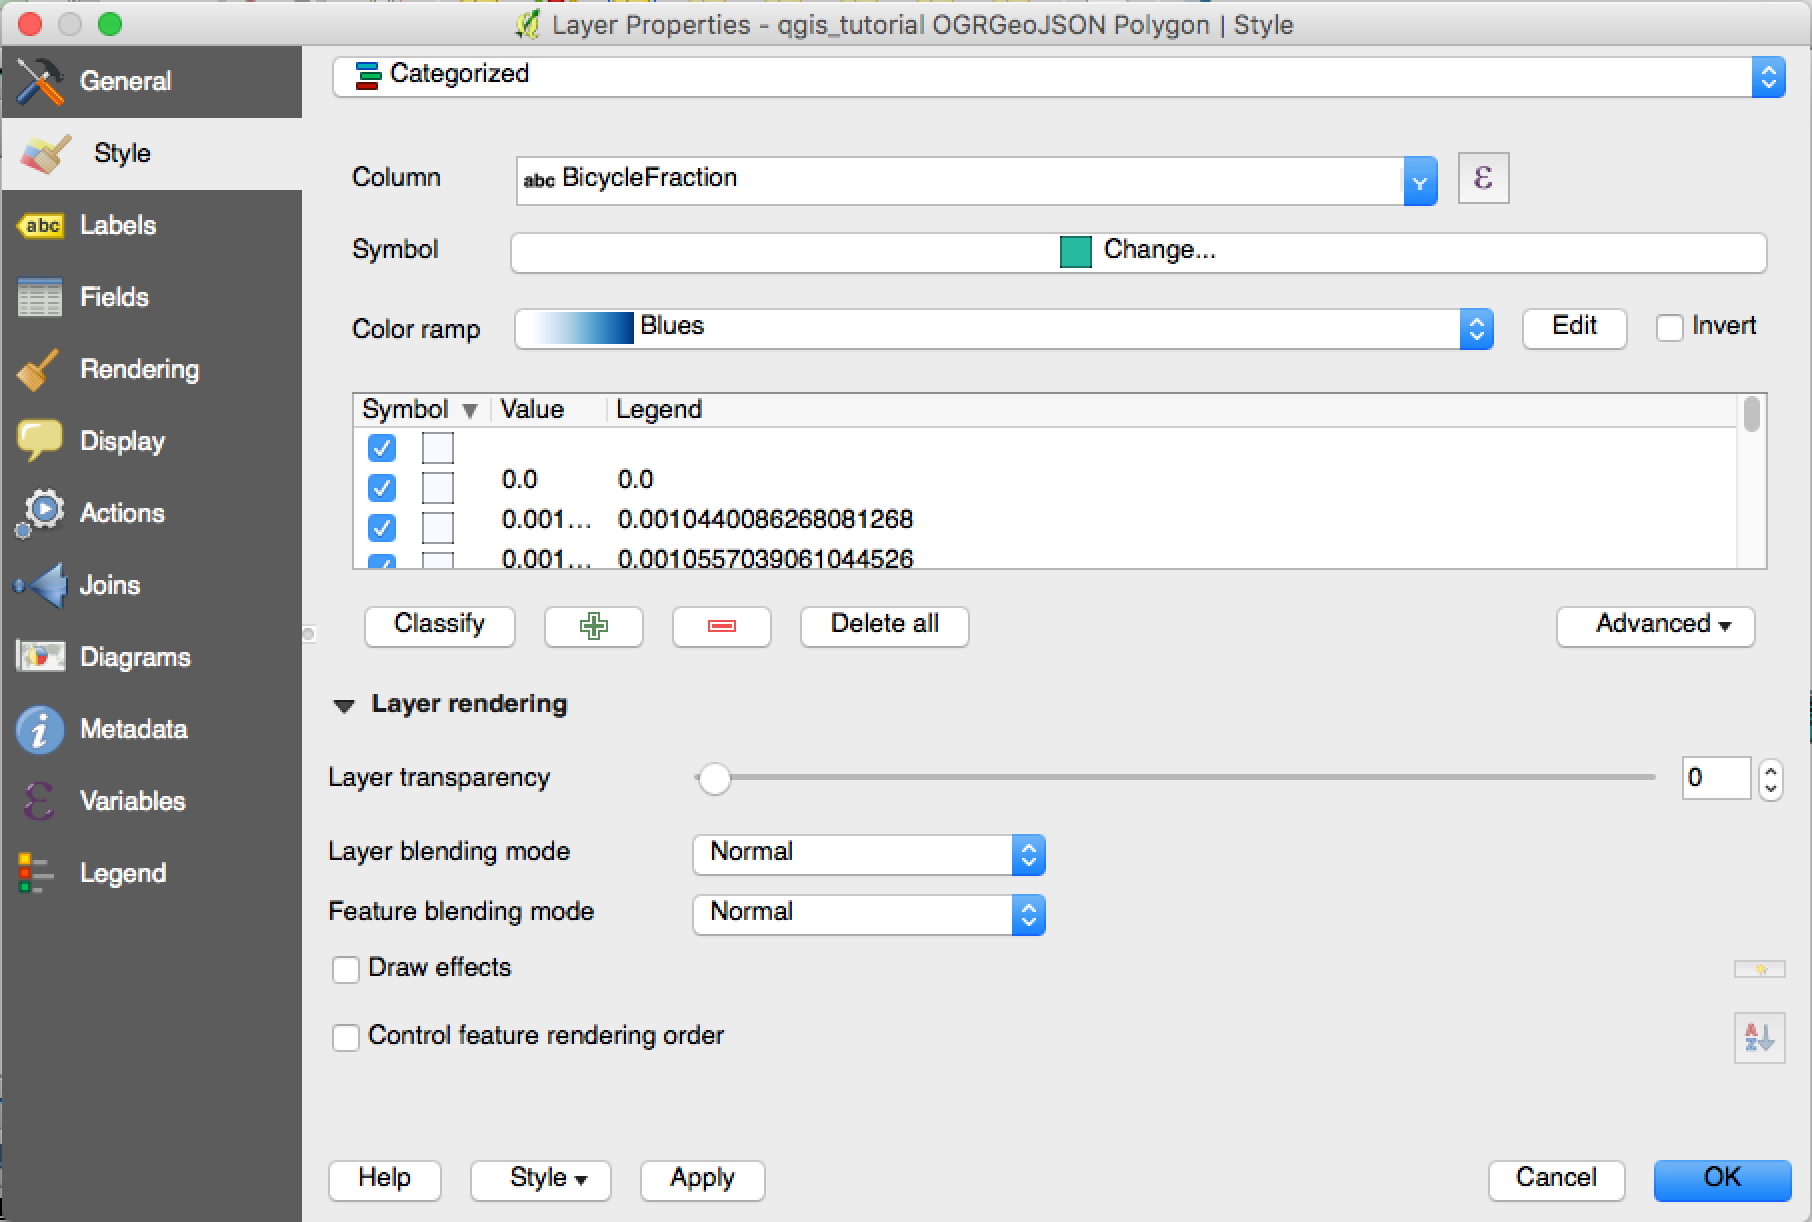 Layer Properties - qgis_tutorial OGRGeoJSON Polygon | Style
General
Style
Labels
Fields
Rendering
Display
Actions
Joins
Diagrams
Metadata
Variables
Legend
Categorized
Column abc BicycleFraction ε
Symbol Change...
Color ramp Blues Edit Invert
Symbol Value Legend
0.0 0.0
0.001... 0.0010440086268081268
0.001... 0.0010557039061044526
Classify Delete all Advanced
Layer rendering
Layer transparency 0
Layer blending mode Normal
Feature blending mode Normal
Draw effects
Control feature rendering order
Help Style Apply Cancel OK